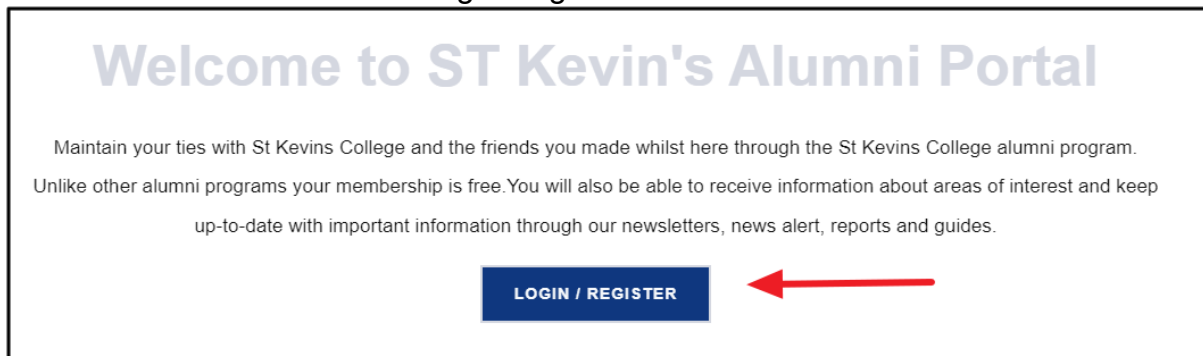 Welcome to ST Kevin's Alumni Portal
Maintain your ties with St Kevins College and the friends you made whilst here through the St Kevins College alumni program.
Unlike other alumni programs your membership is free.You will also be able to receive information about areas of interest and keep
up-to-date with important information through our newsletters, news alert, reports and guides.
LOGIN / REGISTER